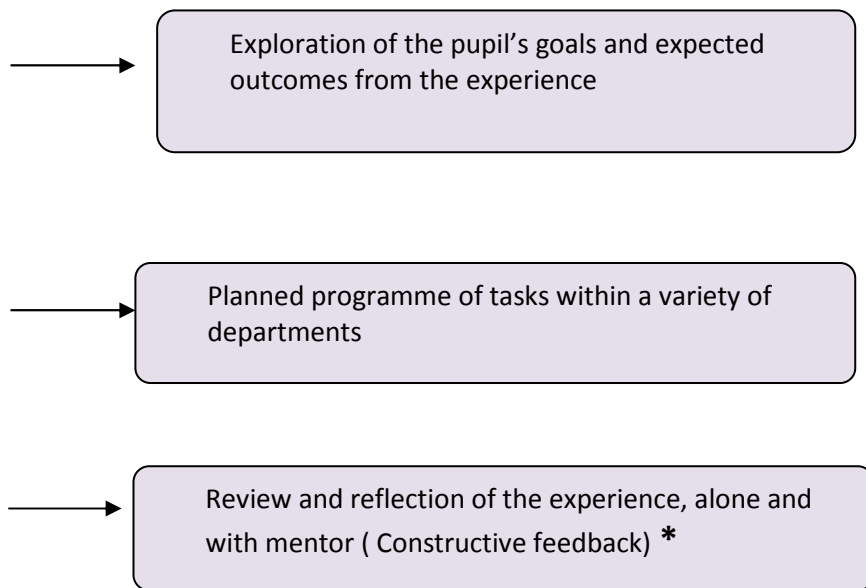 Exploration of the pupil’s goals and expected
outcomes from the experience
Planned programme of tasks within a variety of
departments
Review and reflection of the experience, alone and
with mentor ( Constructive feedback) *